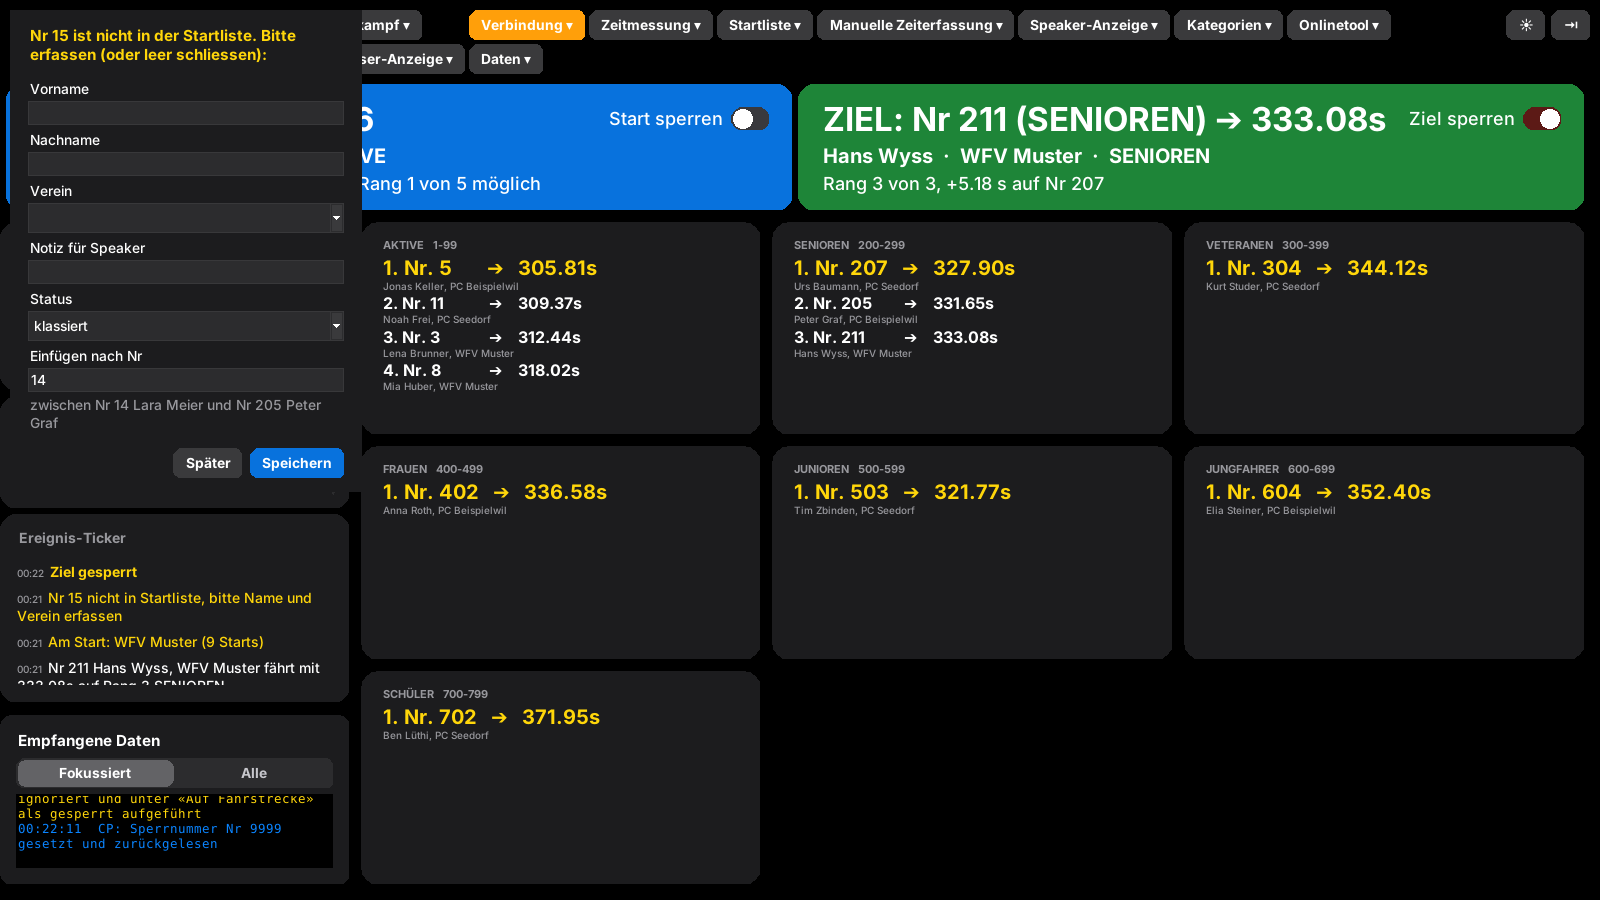 Nr 15 ist nicht in der Startliste. Bitte
erfassen (oder leer schliessen):
Vorname
Nachname
Verein
Notiz für Speaker
Status
klassiert
Einfügen nach Nr
14
zwischen Nr 14 Lara Meier und Nr 205 Peter
Graf
Später Speichern
Verbindung ▾ Zeitmessung ▾ Startliste ▾ Manuelle Zeiterfassung ▾ Speaker-Anzeige ▾ Kategorien ▾ Onlinetool ▾
Daten ▾
Start sperren
Rang 1 von 5 möglich
ZIEL: Nr 211 (SENIOREN) ➔ 333.08s Ziel sperren
Hans Wyss · WFV Muster · SENIOREN
Rang 3 von 3, +5.18 s auf Nr 207
AKTIVE 1-99
1. Nr. 5 ➔ 305.81s
Jonas Keller, PC Beispielwil
2. Nr. 11 ➔ 309.37s
Noah Frei, PC Seedorf
3. Nr. 3 ➔ 312.44s
Lena Brunner, WFV Muster
4. Nr. 8 ➔ 318.02s
Mia Huber, WFV Muster
SENIOREN 200-299
1. Nr. 207 ➔ 327.90s
Urs Baumann, PC Seedorf
2. Nr. 205 ➔ 331.65s
Peter Graf, PC Beispielwil
3. Nr. 211 ➔ 333.08s
Hans Wyss, WFV Muster
VETERANEN 300-399
1. Nr. 304 ➔ 344.12s
Kurt Studer, PC Seedorf
FRAUEN 400-499
1. Nr. 402 ➔ 336.58s
Anna Roth, PC Beispielwil
JUNIOREN 500-599
1. Nr. 503 ➔ 321.77s
Tim Zbinden, PC Seedorf
JUNGFAHRER 600-699
1. Nr. 604 ➔ 352.40s
Elia Steiner, PC Beispielwil
SCHÜLER 700-799
1. Nr. 702 ➔ 371.95s
Ben Lüthi, PC Seedorf
Ereignis-Ticker
00:22 Ziel gesperrt
00:21 Nr 15 nicht in Startliste, bitte Name und
Verein erfassen
00:21 Am Start: WFV Muster (9 Starts)
00:21 Nr 211 Hans Wyss, WFV Muster fährt mit
333.08s auf Rang 3 SENIOREN
Empfangene Daten
Fokussiert Alle
ignoriert und unter «Auf Fahrstrecke»
als gesperrt aufgeführt
00:22:11 CP: Sperrnummer Nr 9999
gesetzt und zurückgelesen